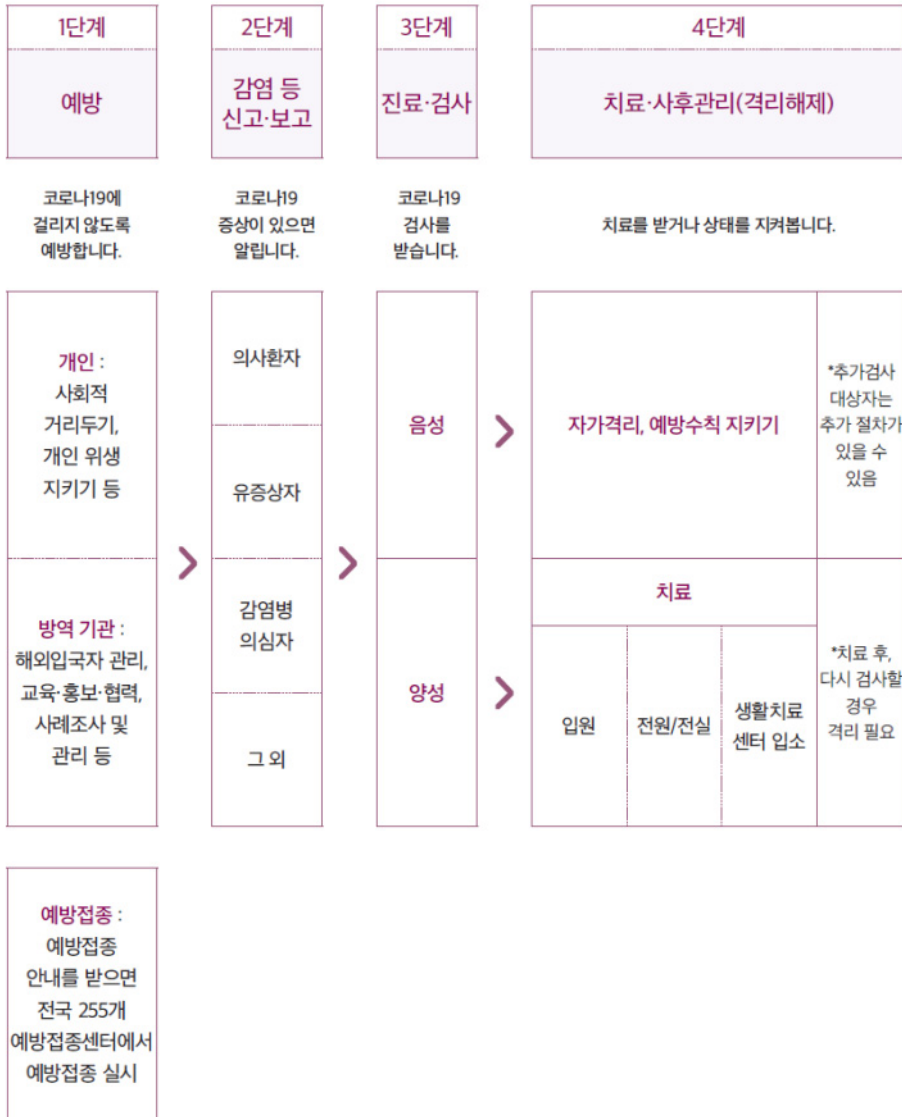 1단계
예방
코로나19에
걸리지 않도록
예방합니다.
개인 :
사회적
거리두기,
개인 위생
지키기 등
방역 기관 :
해외입국자 관리,
교육·홍보·협력,
사례조사 및
관리 등
예방접종 :
예방접종
안내를 받으면
전국 255개
예방접종센터에서
예방접종 실시
2단계
감염 등
신고·보고
코로나19
증상이 있으면
알립니다.
의사환자
유증상자
감염병
의심자
그 외
3단계
진료·검사
코로나19
검사를
받습니다.
음성
양성
4단계
치료·사후관리(격리해제)
치료를 받거나 상태를 지켜봅니다.
자가격리, 예방수칙 지키기
*추가검사
대상자는
추가 절차가
있을 수
있음
치료
입원
전원/전실
생활치료
센터 입소
*치료 후,
다시 검사할
경우
격리 필요